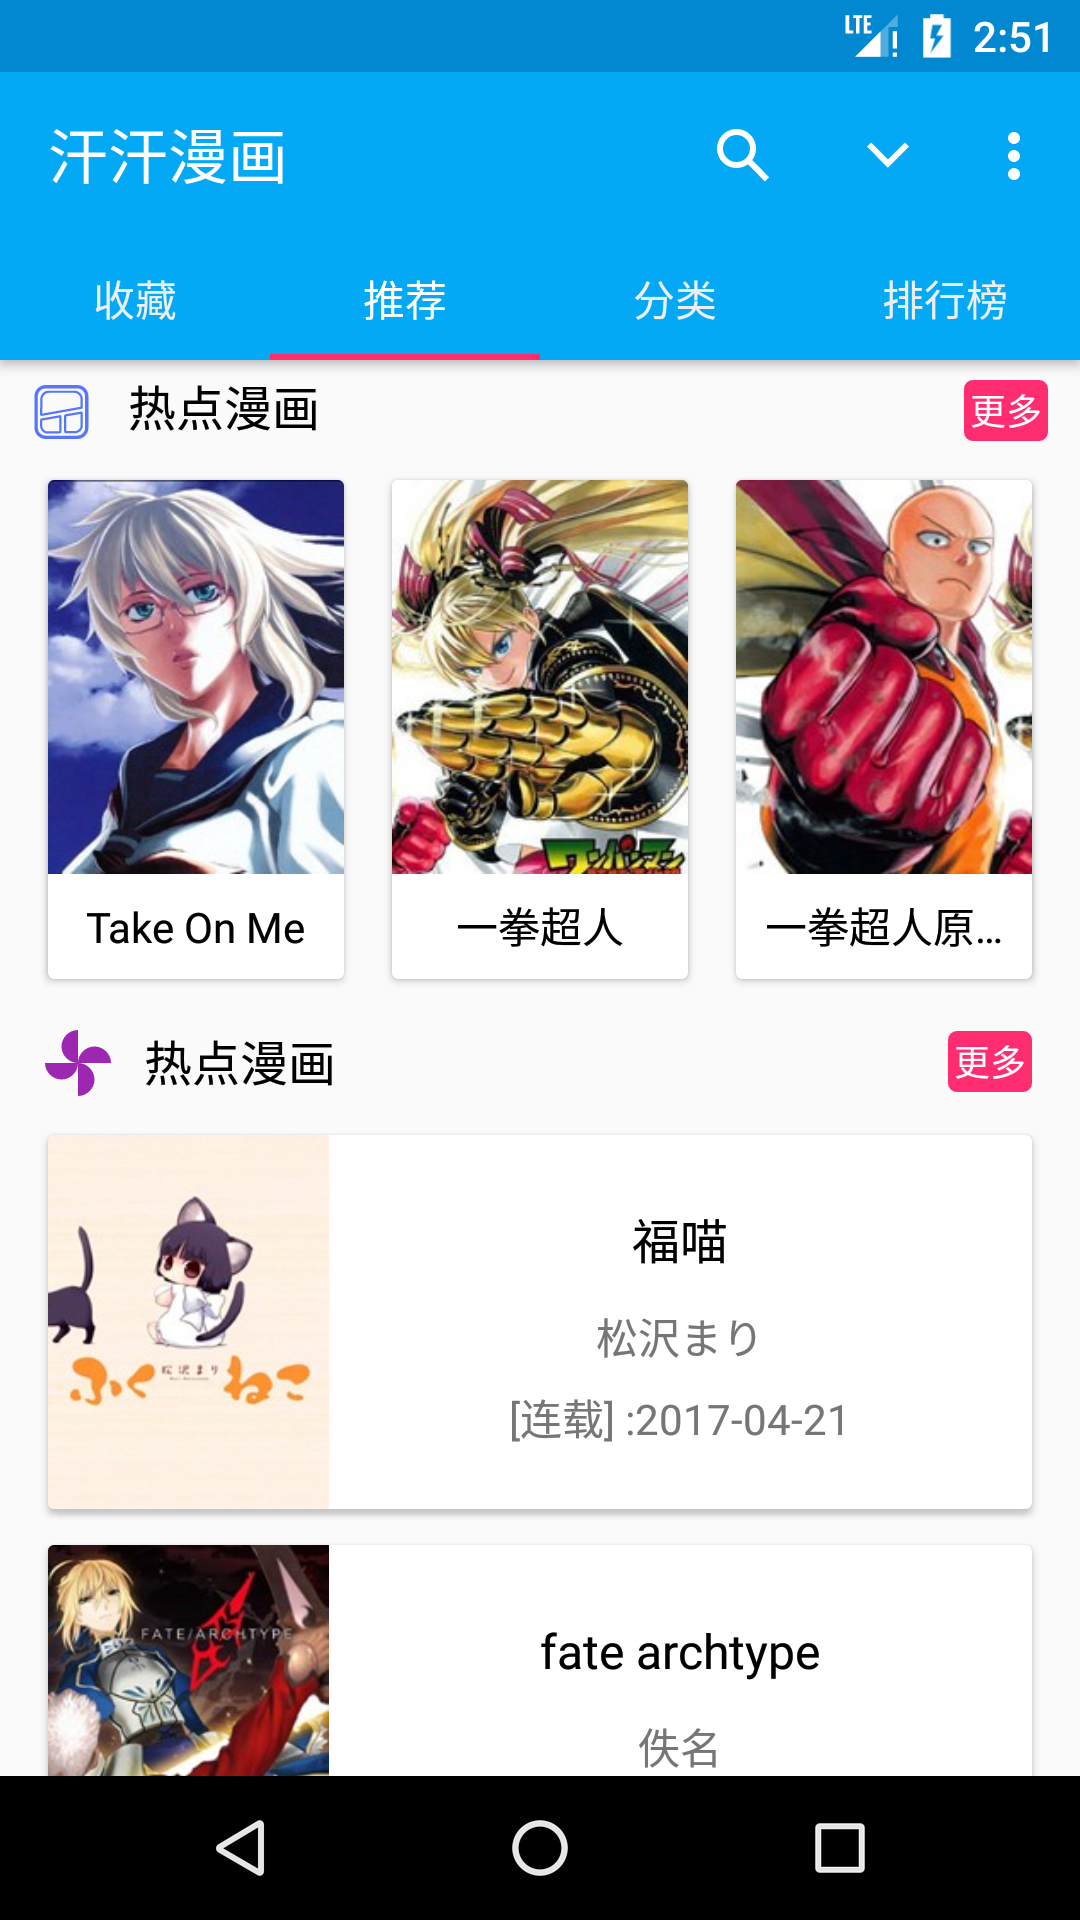 LTE 2:51
汗汗漫画
收藏 推荐 分类 排行榜
热点漫画 更多
ワンパンマン
Take On Me 一拳超人 一拳超人原...
热点漫画 更多
松沢まり
ふくねこ
福喵
松沢まり
[连载] :2017-04-21
FATE/ARCHTYPE
fate archtype
佚名